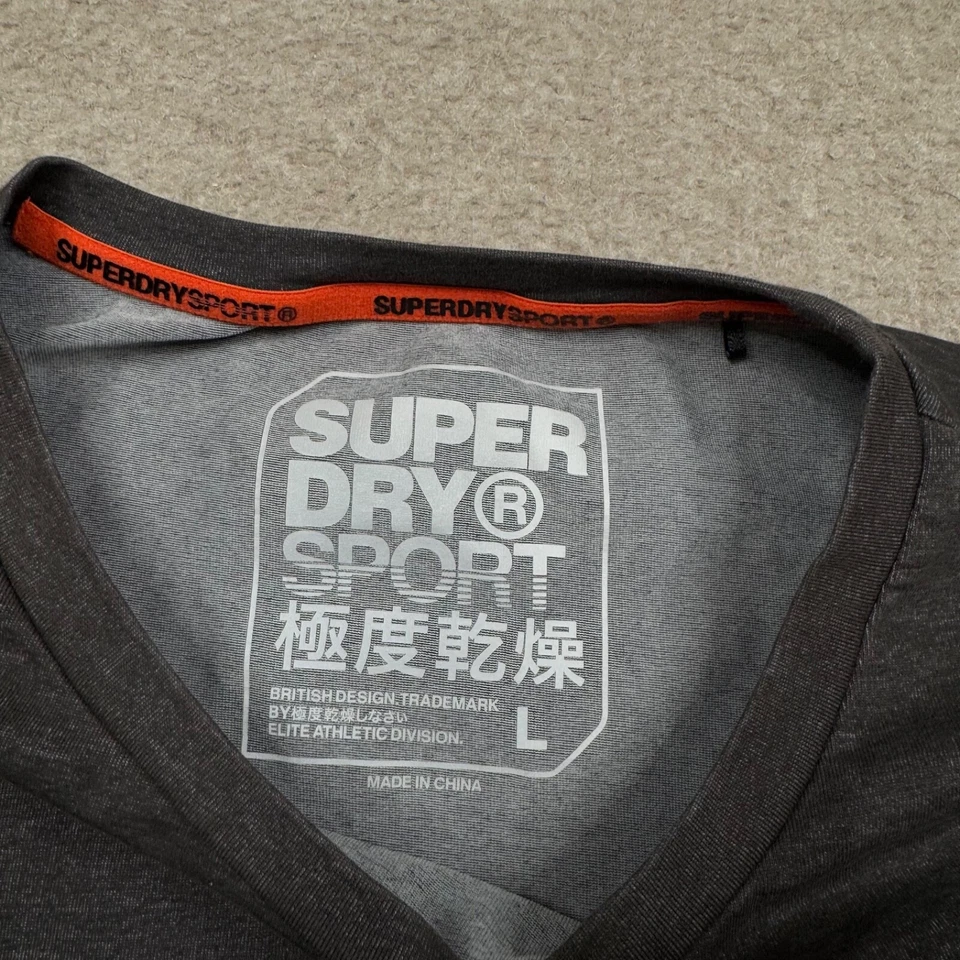 SUPERDRYSPORT® SUPERDRYSPORT® SUPERDRY
SUPER
DRY®
SPORT
極度乾燥
BRITISH DESIGN.TRADEMARK
BY極度乾燥しなさい
ELITE ATHLETIC DIVISION.
L
MADE IN CHINA